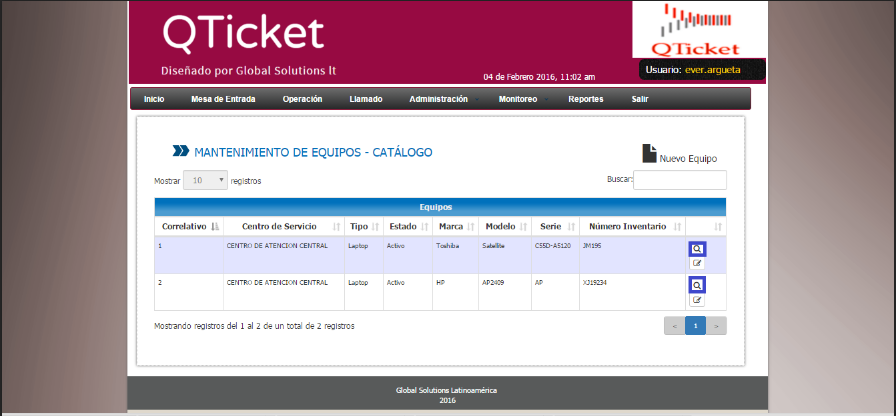 QTicket
Diseñado por Global Solutions lt
04 de Febrero 2016, 11:02 am
QTicket
Usuario: ever.argueta
Inicio Mesa de Entrada Operación Llamado Administración Monitoreo Reportes Salir
MANTENIMIENTO DE EQUIPOS - CATÁLOGO
Nuevo Equipo
Mostrar 10 registros
Buscar:
Equipos
Correlativo Centro de Servicio Tipo Estado Marca Modelo Serie Número Inventario
1 CENTRO DE ATENCION CENTRAL Laptop Activo Toshiba Satellite C55D-A5120 JM195
2 CENTRO DE ATENCION CENTRAL Laptop Activo HP AP2409 AP XJ19234
Mostrando registros del 1 al 2 de un total de 2 registros
< 1 >
Global Solutions Latinoamérica
2016